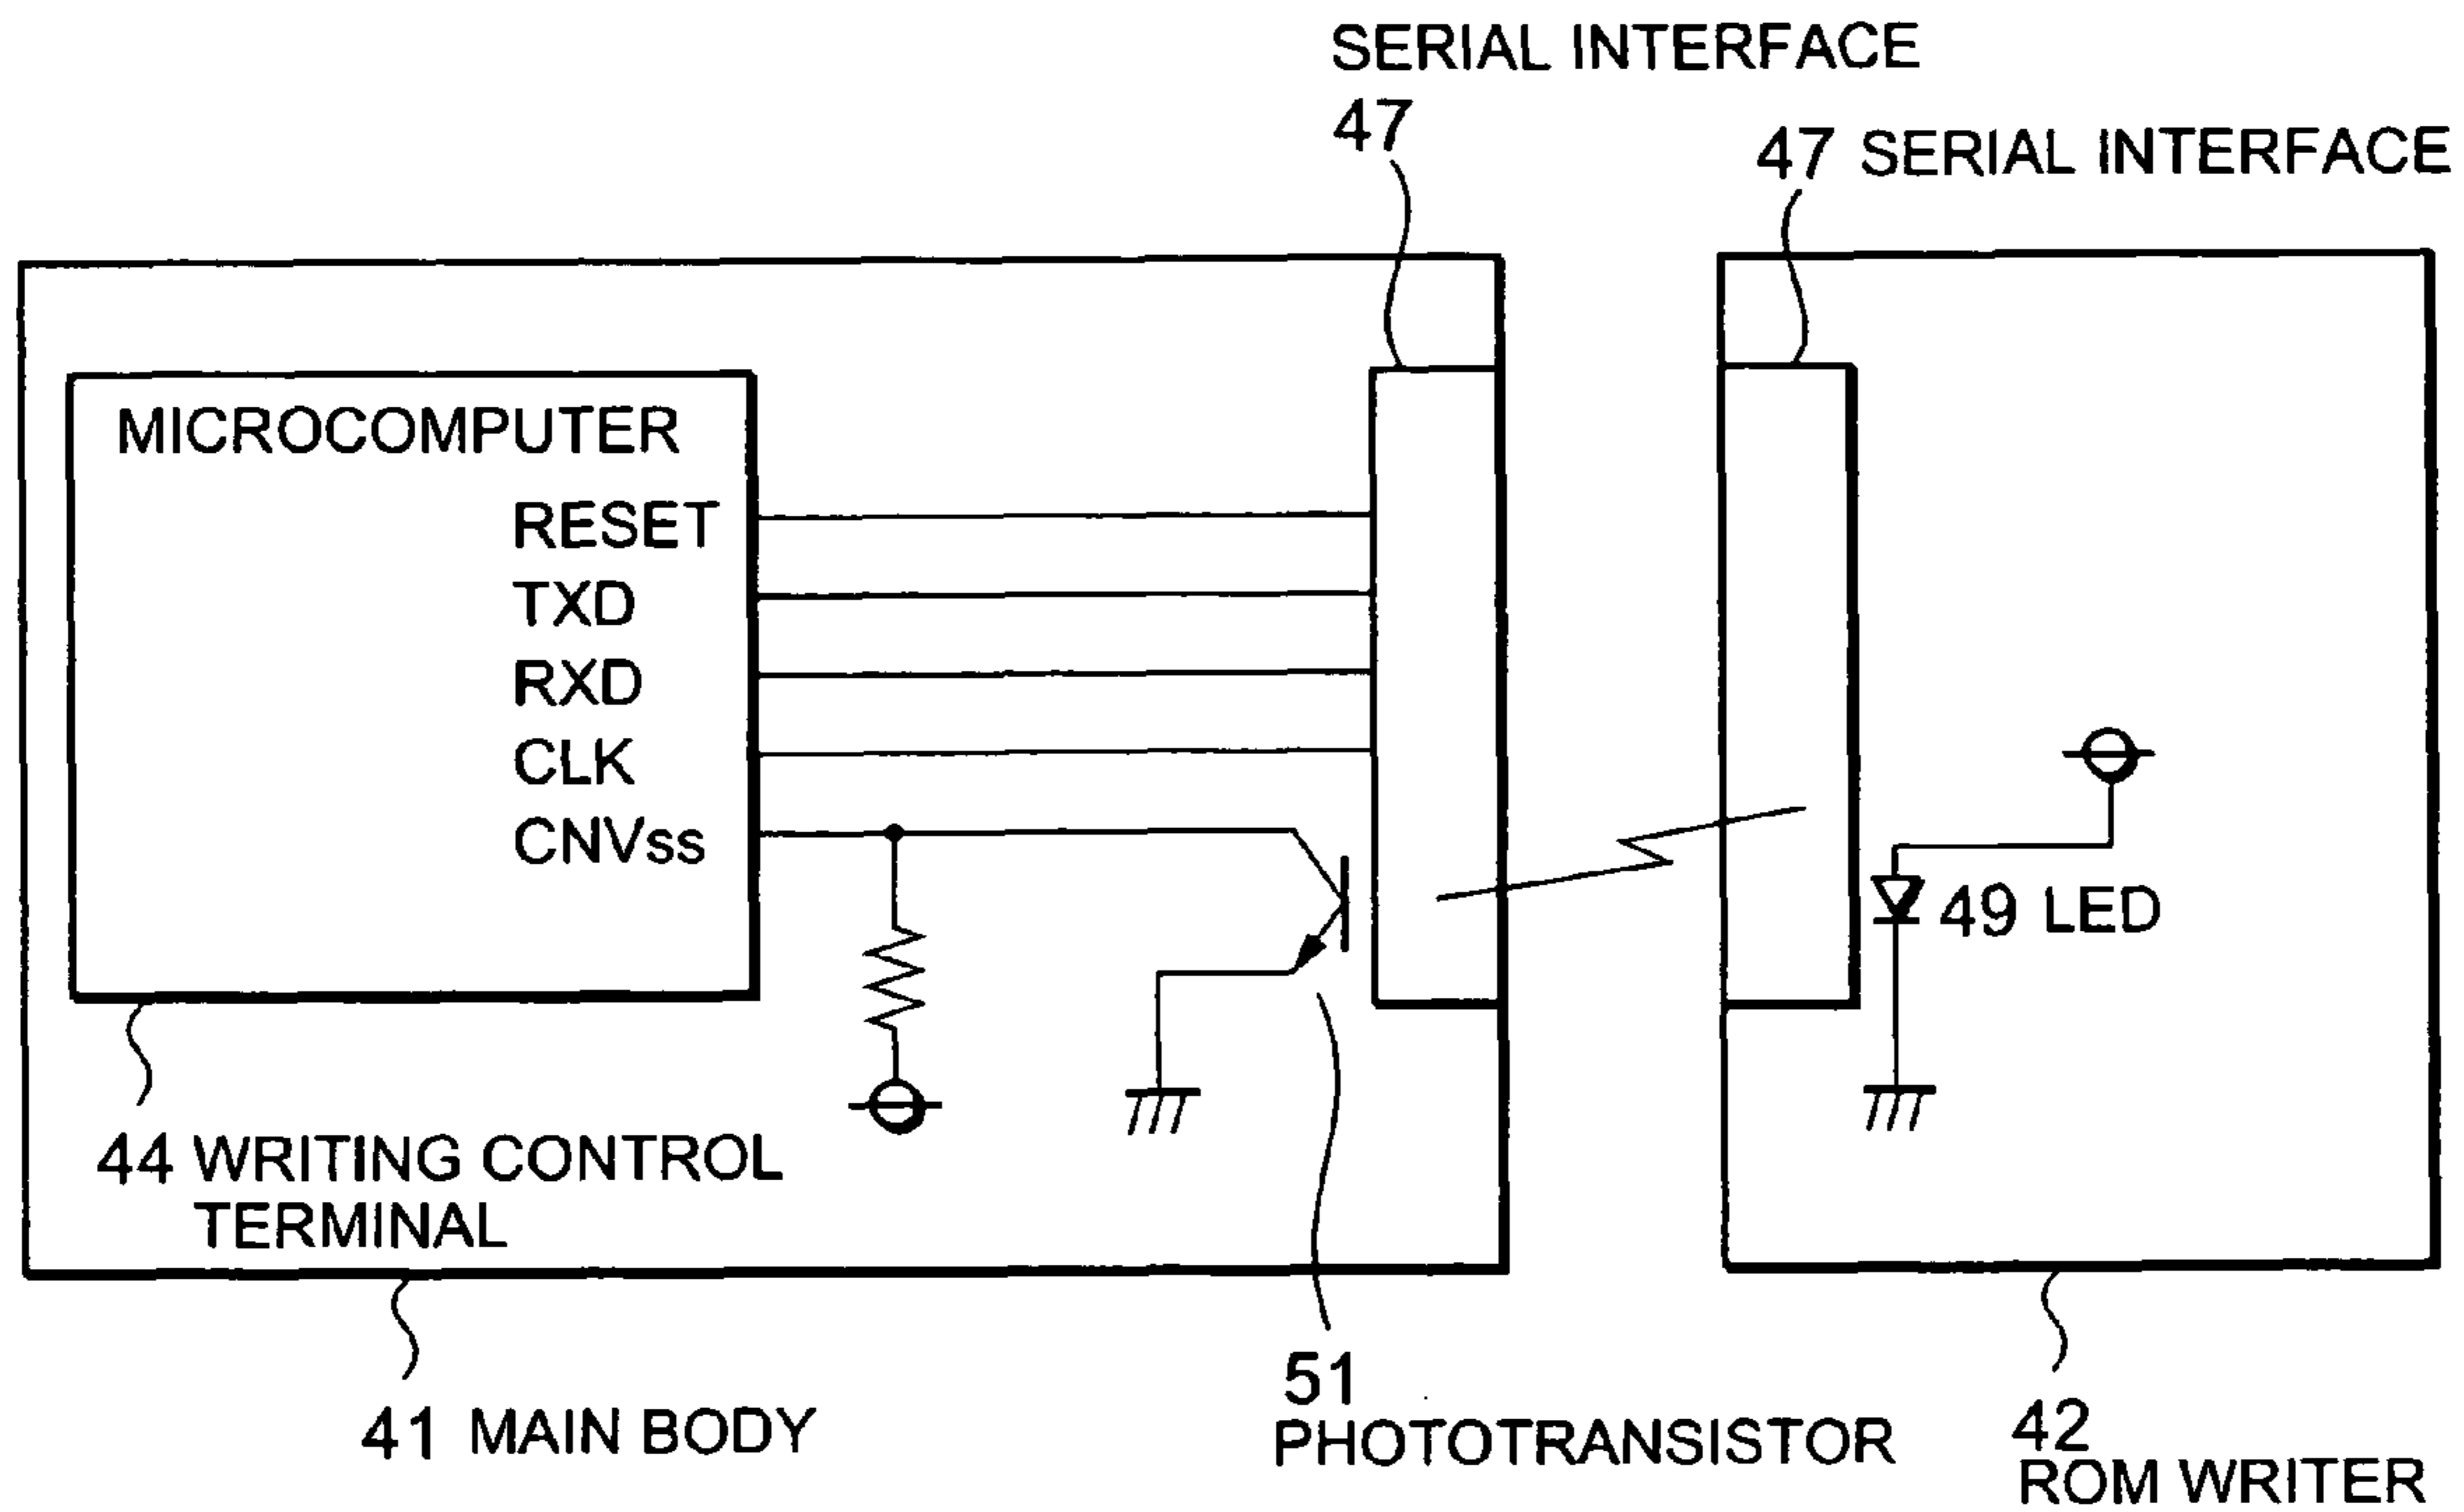 SERIAL INTERFACE
47
47 SERIAL INTERFACE
MICROCOMPUTER
RESET
TXD
RXD
CLK
CNVss
49 LED
44 WRITING CONTROL
TERMINAL
41 MAIN BODY
51
PHOTOTRANSISTOR
42
ROM WRITER